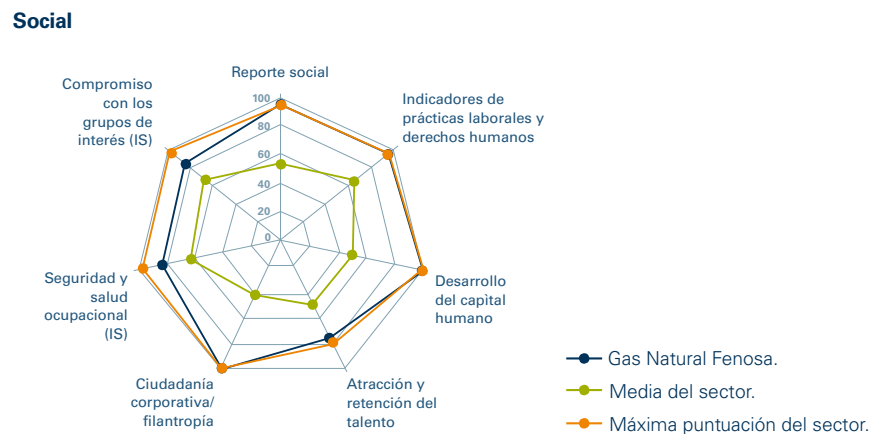 Social
Reporte social
Compromiso
con los
grupos de
interés (IS)
Indicadores de
prácticas laborales y
derechos humanos
100
80
60
40
20
0
Seguridad y
salud
ocupacional
(IS)
Desarrollo
del capital
humano
Ciudadanía
corporativa/
filantropía
Atracción y
retención del
talento
Gas Natural Fenosa.
Media del sector.
Máxima puntuación del sector.